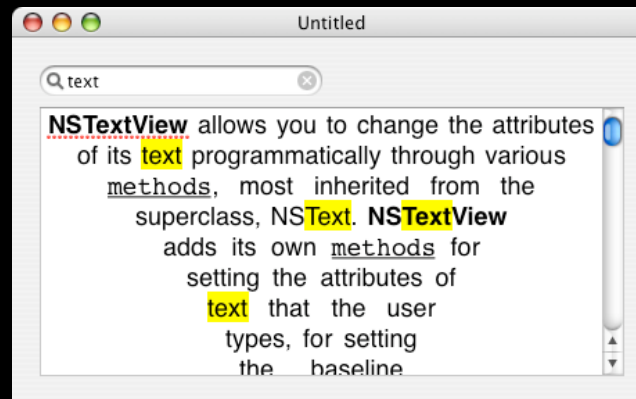 Untitled
text
NSTextView allows you to change the attributes
of its text programmatically through various
methods, most inherited from the
superclass, NSText. NSTextView
adds its own methods for
setting the attributes of
text that the user
types, for setting
the baseline